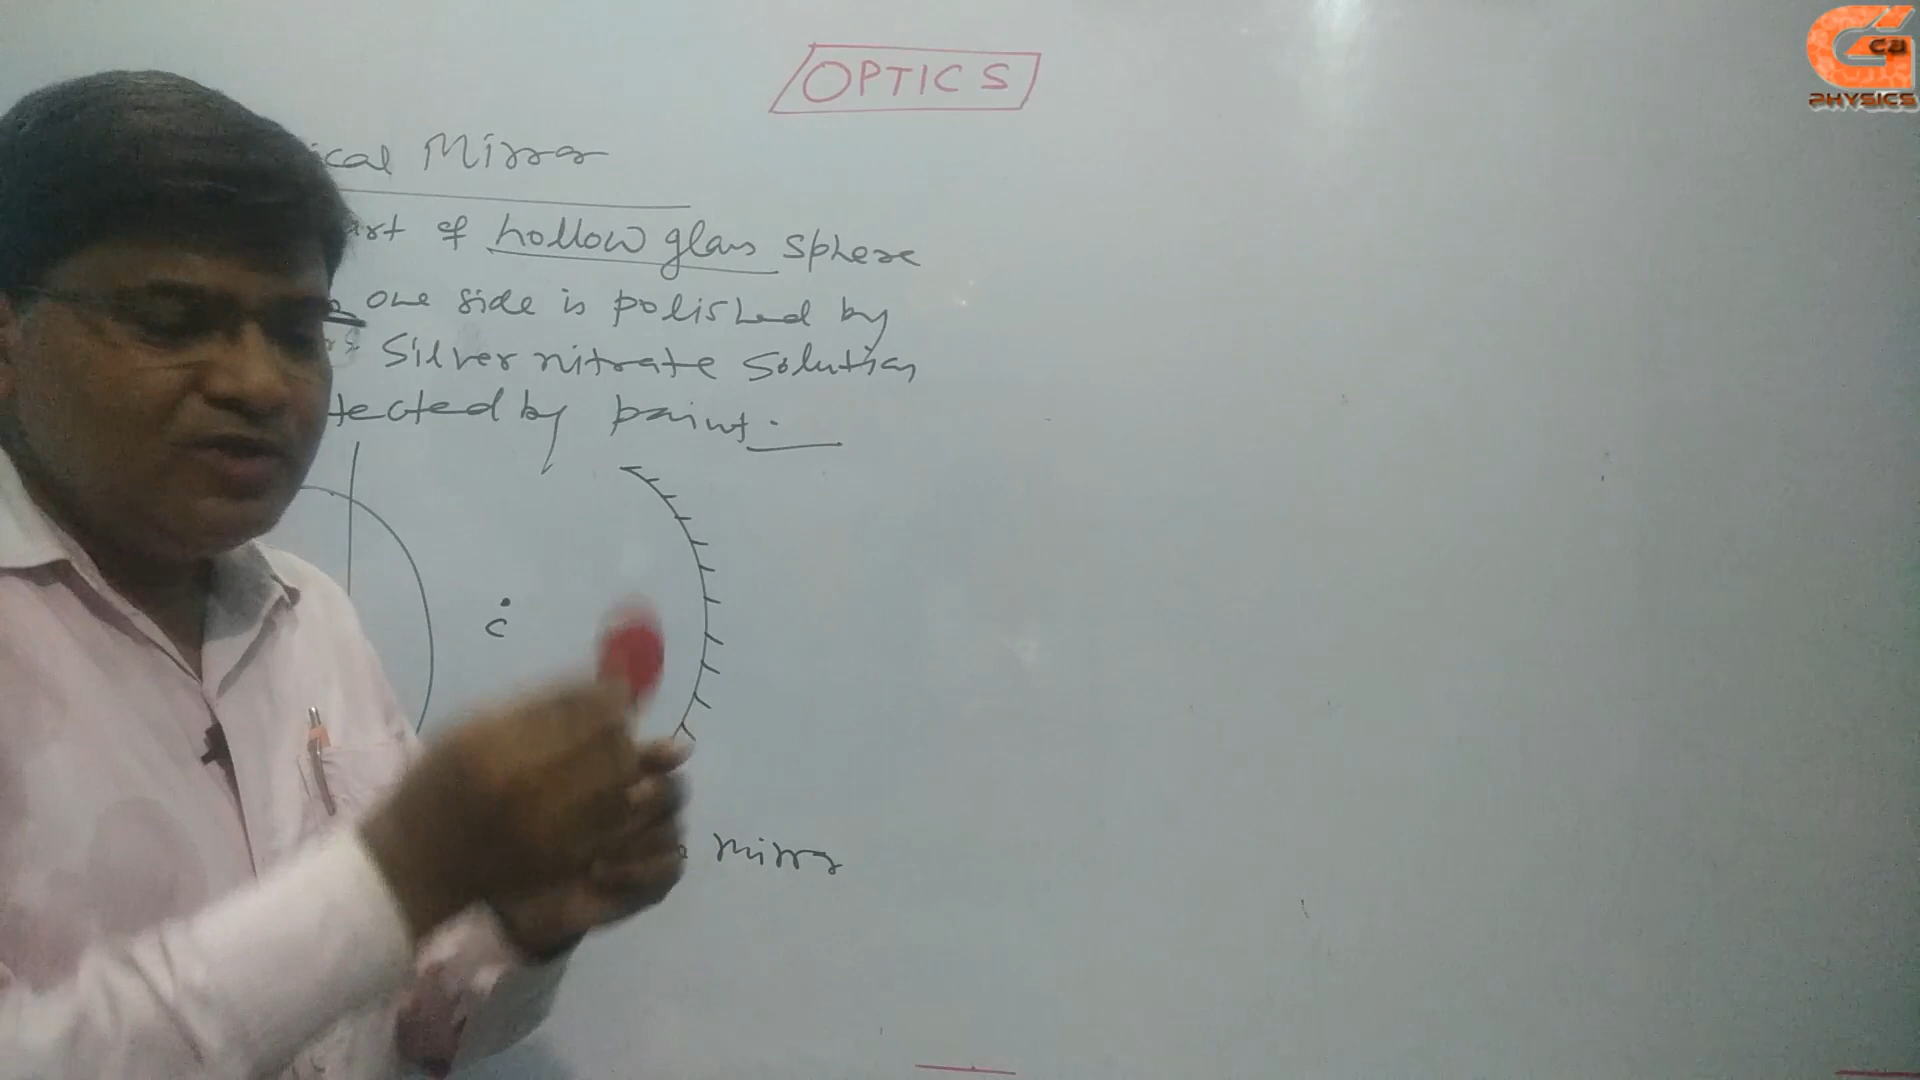 OPTICS
G CAI
PHYSICS
ical Mirror
art of hollow glass sphere
one side is polished by
Silver nitrate Solution
tected by paint.
C
mirror